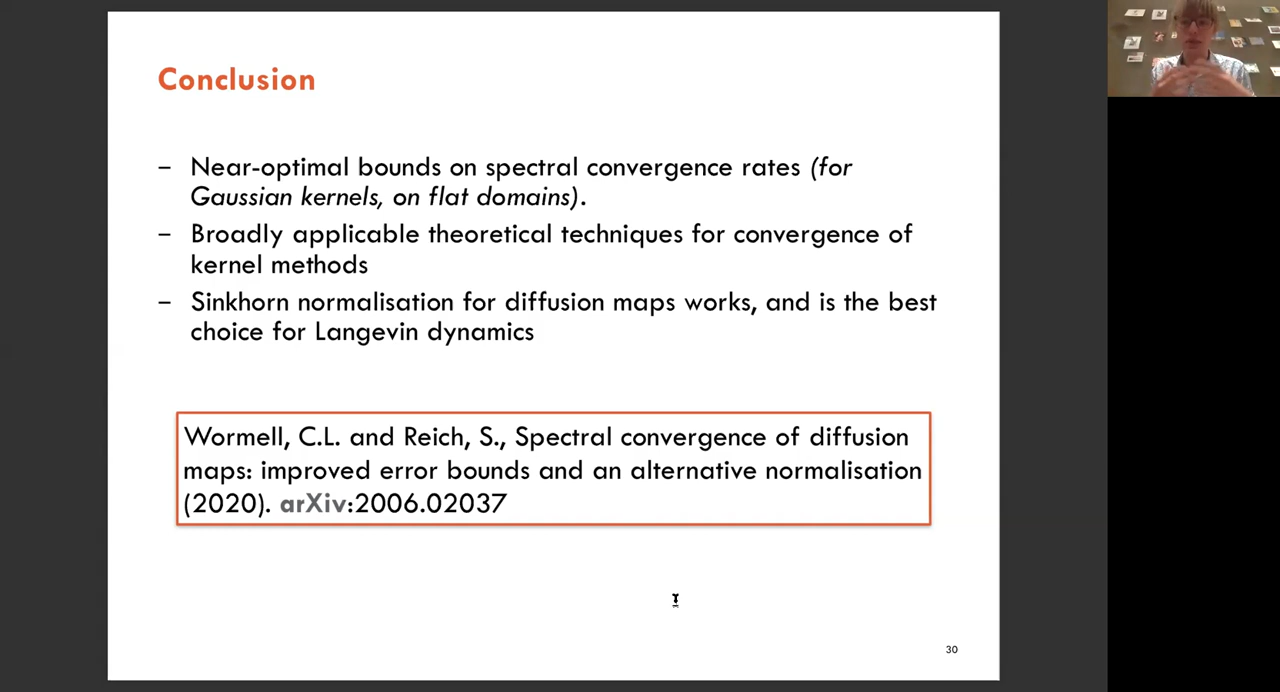 Conclusion
– Near-optimal bounds on spectral convergence rates (for
Gaussian kernels, on flat domains).
– Broadly applicable theoretical techniques for convergence of
kernel methods
– Sinkhorn normalisation for diffusion maps works, and is the best
choice for Langevin dynamics
Wormell, C.L. and Reich, S., Spectral convergence of diffusion
maps: improved error bounds and an alternative normalisation
(2020). arXiv:2006.02037
30